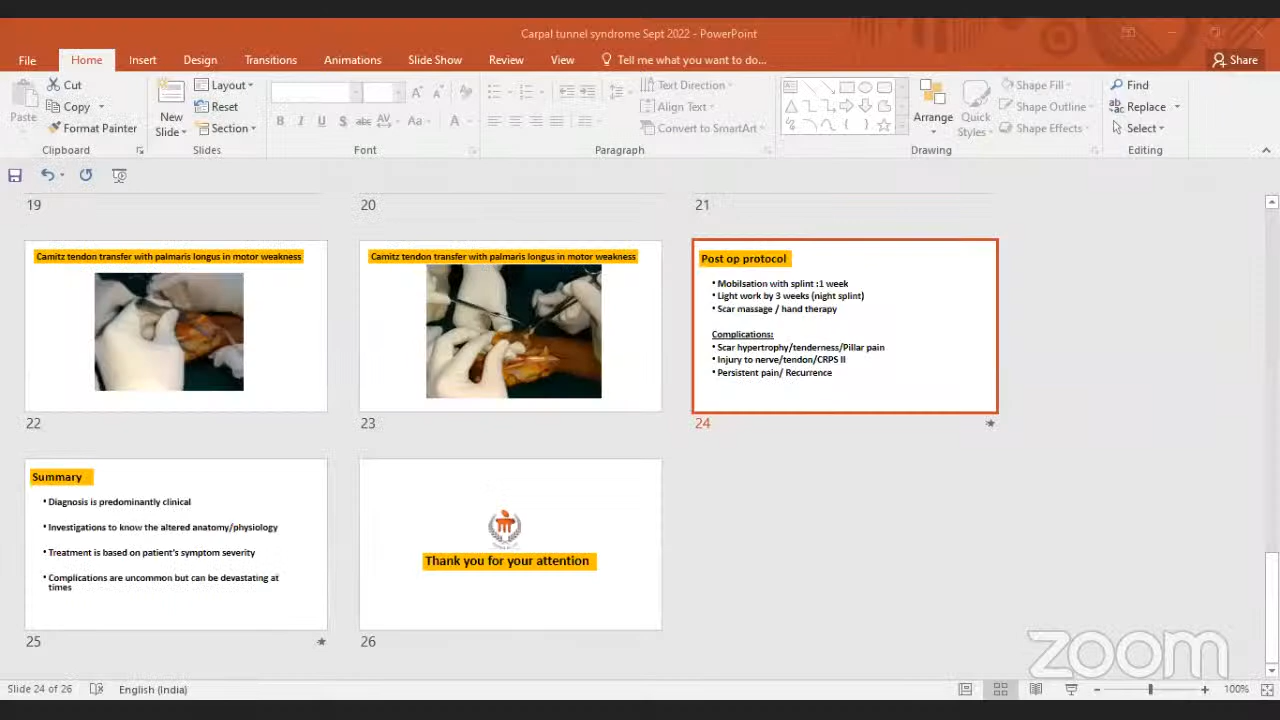 Carpal tunnel syndrome Sept 2022 - PowerPoint
File Home Insert Design Transitions Animations Slide Show Review View Tell me what you want to do... Share
Cut
Copy
Format Painter
Paste
Clipboard
New
Slide
Layout
Reset
Section
Slides
B I U S abc AV Aa A
Font
Text Direction
Align Text
Convert to SmartArt
Paragraph
Arrange
Quick
Styles
Shape Fill
Shape Outline
Shape Effects
Drawing
Find
Replace
Select
Editing
19
20
21
Camitz tendon transfer with palmaris longus in motor weakness
22
Camitz tendon transfer with palmaris longus in motor weakness
23
Post op protocol
• Mobilsation with splint :1 week
• Light work by 3 weeks (night splint)
• Scar massage / hand therapy
Complications:
• Scar hypertrophy/tenderness/Pillar pain
• Injury to nerve/tendon/CRPS II
• Persistent pain/ Recurrence
24
Summary
• Diagnosis is predominantly clinical
• Investigations to know the altered anatomy/physiology
• Treatment is based on patient's symptom severity
• Complications are uncommon but can be devastating at
times
25
Thank you for your attention
26
zoom
Slide 24 of 26 English (India) 100%